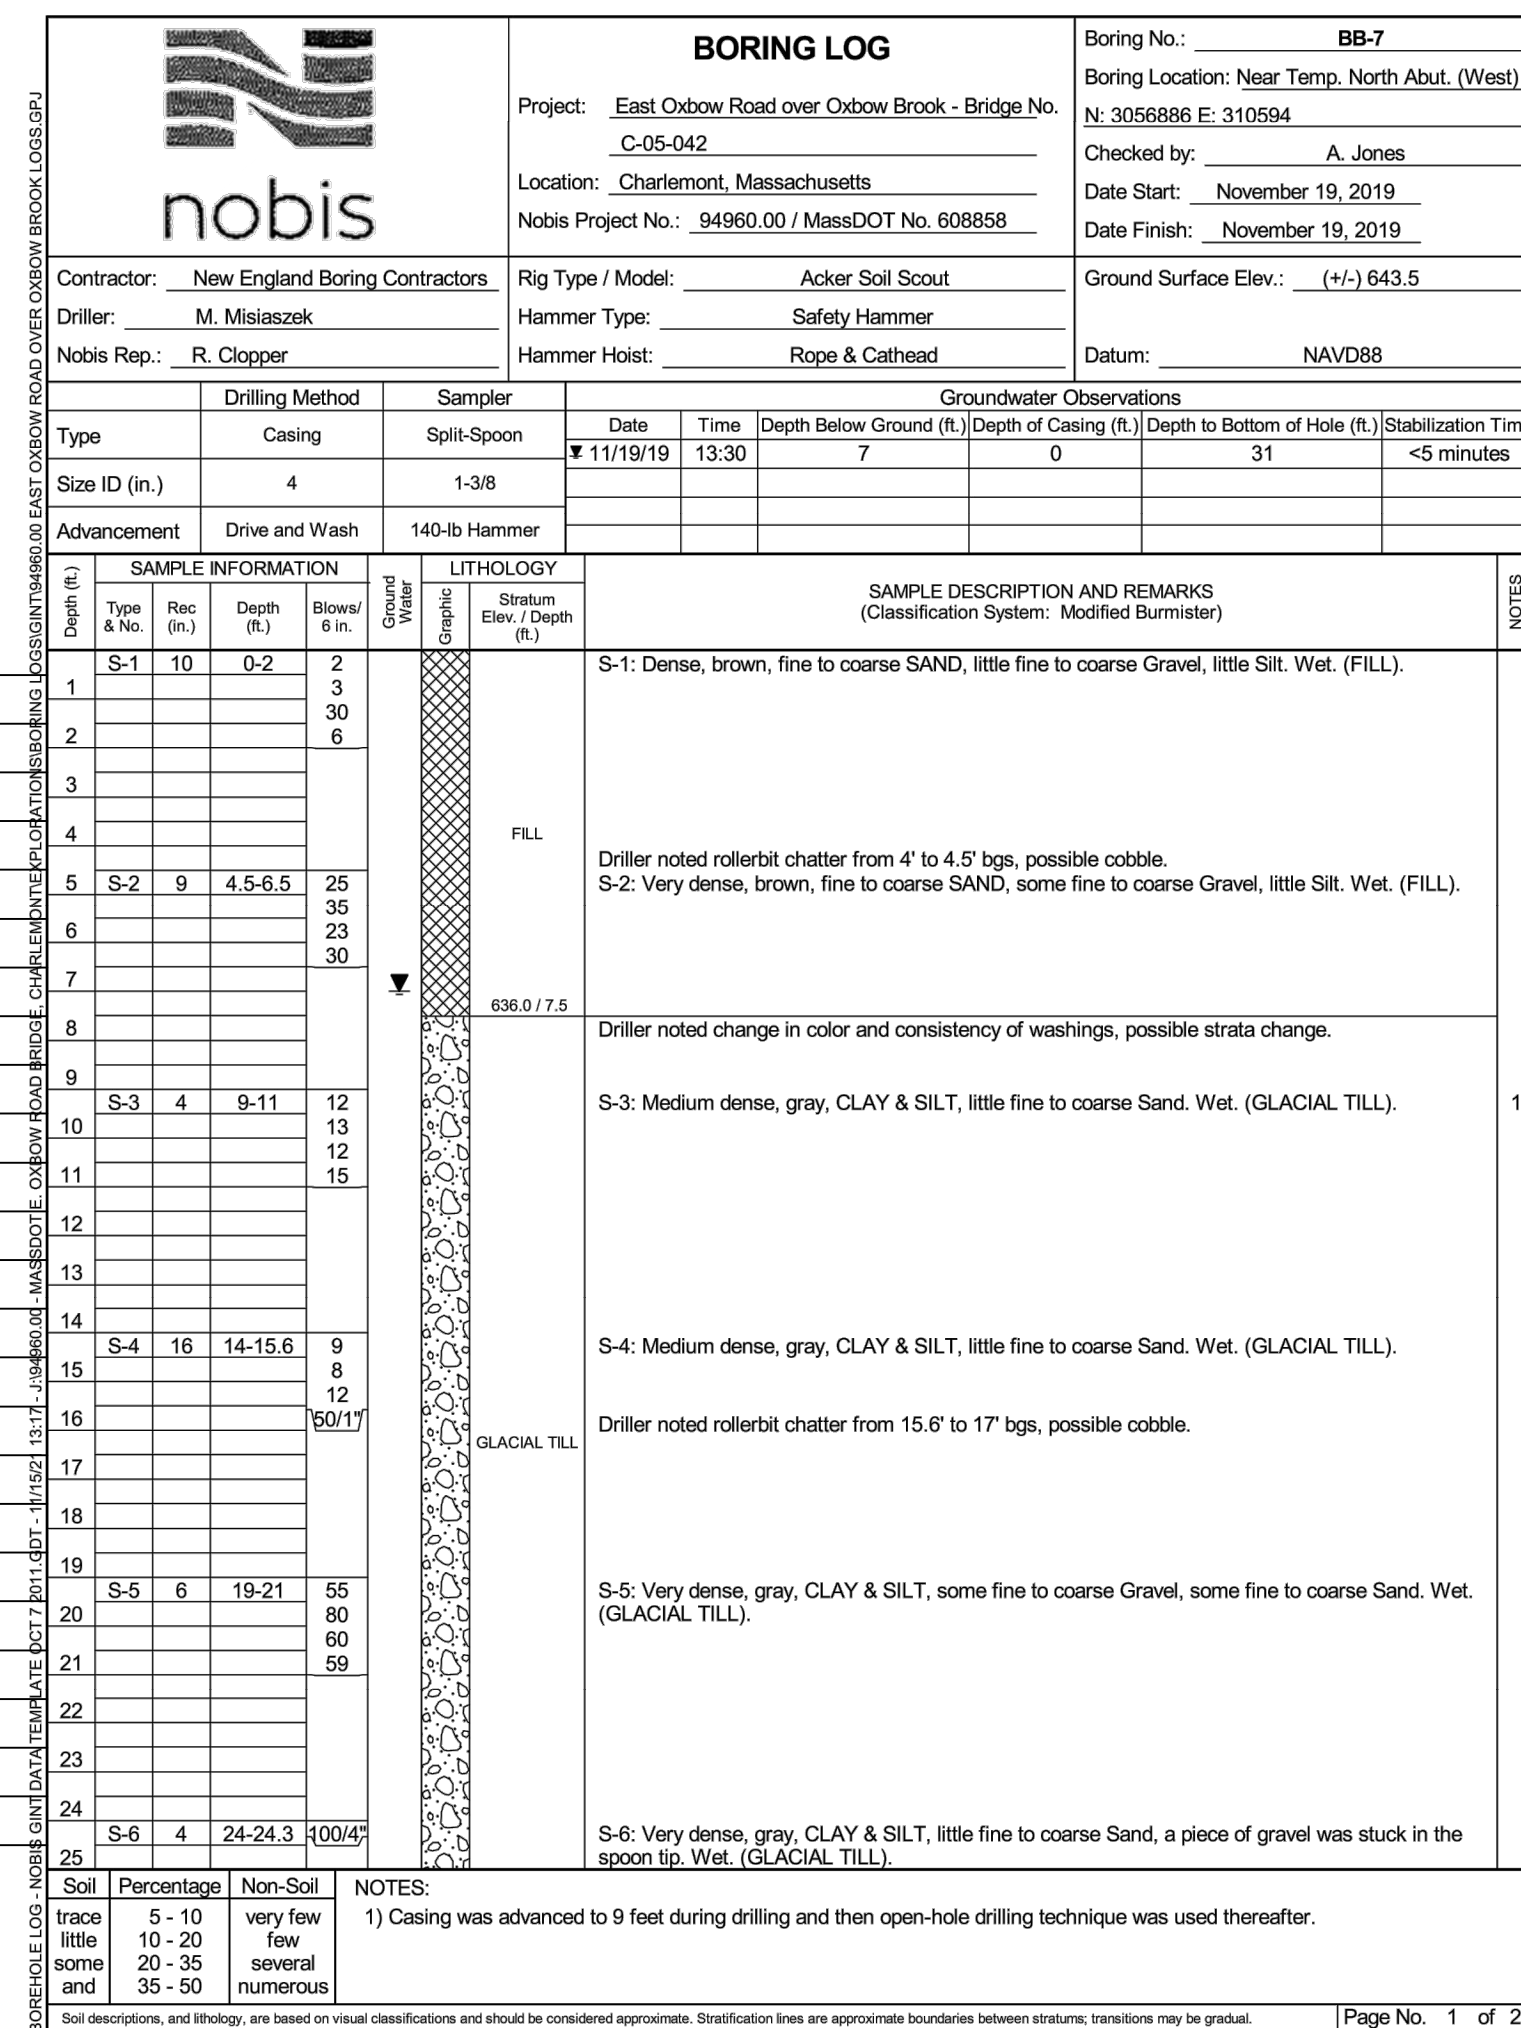 nobis
BORING LOG
Project: East Oxbow Road over Oxbow Brook - Bridge No.
C-05-042
Location: Charlemont, Massachusetts
Nobis Project No.: 94960.00 / MassDOT No. 608858
Boring No.: BB-7
Boring Location: Near Temp. North Abut. (West)
N: 3056886 E: 310594
Checked by: A. Jones
Date Start: November 19, 2019
Date Finish: November 19, 2019
Contractor: New England Boring Contractors
Driller: M. Misiaszek
Nobis Rep.: R. Clopper
Rig Type / Model: Acker Soil Scout
Hammer Type: Safety Hammer
Hammer Hoist: Rope & Cathead
Ground Surface Elev.: (+/-) 643.5
Datum: NAVD88
Drilling Method Sampler
Type Casing Split-Spoon
Size ID (in.) 4 1-3/8
Advancement Drive and Wash 140-lb Hammer
Groundwater Observations
Date Time Depth Below Ground (ft.) Depth of Casing (ft.) Depth to Bottom of Hole (ft.) Stabilization Tim
11/19/19 13:30 7 0 31 <5 minutes
Depth (ft.)
SAMPLE INFORMATION
Type & No.
Rec (in.)
Depth (ft.)
Blows/ 6 in.
Ground Water
LITHOLOGY
Graphic
Stratum Elev. / Depth (ft.)
SAMPLE DESCRIPTION AND REMARKS
(Classification System: Modified Burmister)
NOTES
S-1 10 0-2 2 S-1: Dense, brown, fine to coarse SAND, little fine to coarse Gravel, little Silt. Wet. (FILL).
1 3
30
2 6
3
4 FILL
Driller noted rollerbit chatter from 4' to 4.5' bgs, possible cobble.
5 S-2 9 4.5-6.5 25 S-2: Very dense, brown, fine to coarse SAND, some fine to coarse Gravel, little Silt. Wet. (FILL).
35
6 23
30
7
636.0 / 7.5
8 Driller noted change in color and consistency of washings, possible strata change.
9
S-3 4 9-11 12 S-3: Medium dense, gray, CLAY & SILT, little fine to coarse Sand. Wet. (GLACIAL TILL). 1
10 13
12
11 15
12
13
14
S-4 16 14-15.6 9 S-4: Medium dense, gray, CLAY & SILT, little fine to coarse Sand. Wet. (GLACIAL TILL).
15 8
12
16 50/1" Driller noted rollerbit chatter from 15.6' to 17' bgs, possible cobble.
GLACIAL TILL
17
18
19
S-5 6 19-21 55 S-5: Very dense, gray, CLAY & SILT, some fine to coarse Gravel, some fine to coarse Sand. Wet.
20 80 (GLACIAL TILL).
60
21 59
22
23
24
S-6 4 24-24.3 100/4" S-6: Very dense, gray, CLAY & SILT, little fine to coarse Sand, a piece of gravel was stuck in the
25 spoon tip. Wet. (GLACIAL TILL).
Soil Percentage Non-Soil
trace 5 - 10 very few
little 10 - 20 few
some 20 - 35 several
and 35 - 50 numerous
NOTES:
1) Casing was advanced to 9 feet during drilling and then open-hole drilling technique was used thereafter.
Soil descriptions, and lithology, are based on visual classifications and should be considered approximate. Stratification lines are approximate boundaries between stratums; transitions may be gradual.
Page No. 1 of 2
BOREHOLE LOG - NOBIS GINT DATA TEMPLATE OCT 7 2011.GDT - 11/15/21 13:17 - J:\94960.00 - MASSDOT\E. OXBOW ROAD BRIDGE, CHARLEMONT\EXPLORATIONS\BORING LOGS\GINT\94960.00 EAST OXBOW ROAD OVER OXBOW BROOK LOGS.GPJ